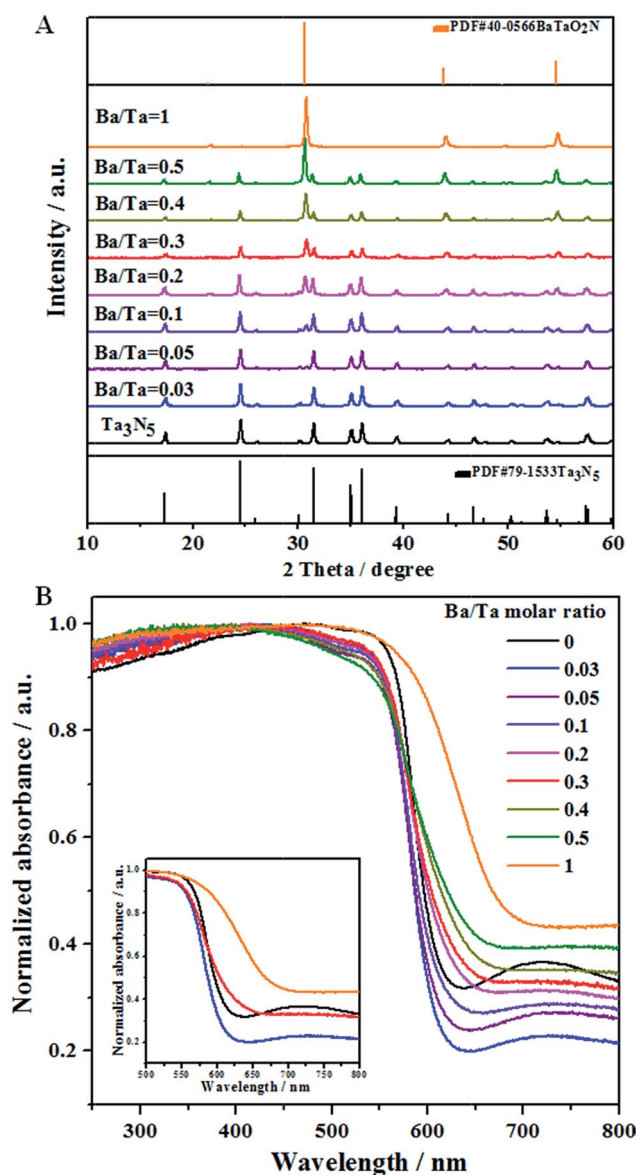 A
PDF#40-0566BaTaO2N
Ba/Ta=1
Ba/Ta=0.5
Ba/Ta=0.4
Ba/Ta=0.3
Ba/Ta=0.2
Ba/Ta=0.1
Ba/Ta=0.05
Ba/Ta=0.03
Ta3N5
PDF#79-1533Ta3N5
Intensity / a.u.
10 20 30 40 50 60
2 Theta / degree
B
Ba/Ta molar ratio
0
0.03
0.05
0.1
0.2
0.3
0.4
0.5
1
Normalized absorbance / a.u.
1.0
0.8
0.6
0.4
0.2
Normalized absorbance / a.u.
1.0
0.8
0.6
0.4
0.2
0.0
500 550 600 650 700 750 800
Wavelength / nm
300 400 500 600 700 800
Wavelength / nm